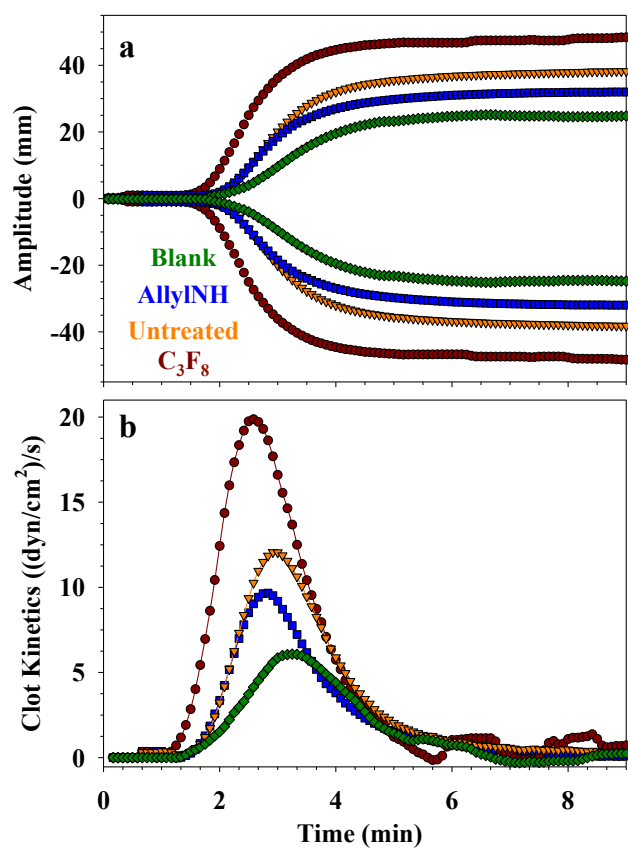 a
40
20
0
-20
-40
Amplitude (mm)
Blank
AllylNH
Untreated
C₃F₈
b
20
15
10
5
0
Clot Kinetics ((dyn/cm²)/s)
0 2 4 6 8
Time (min)